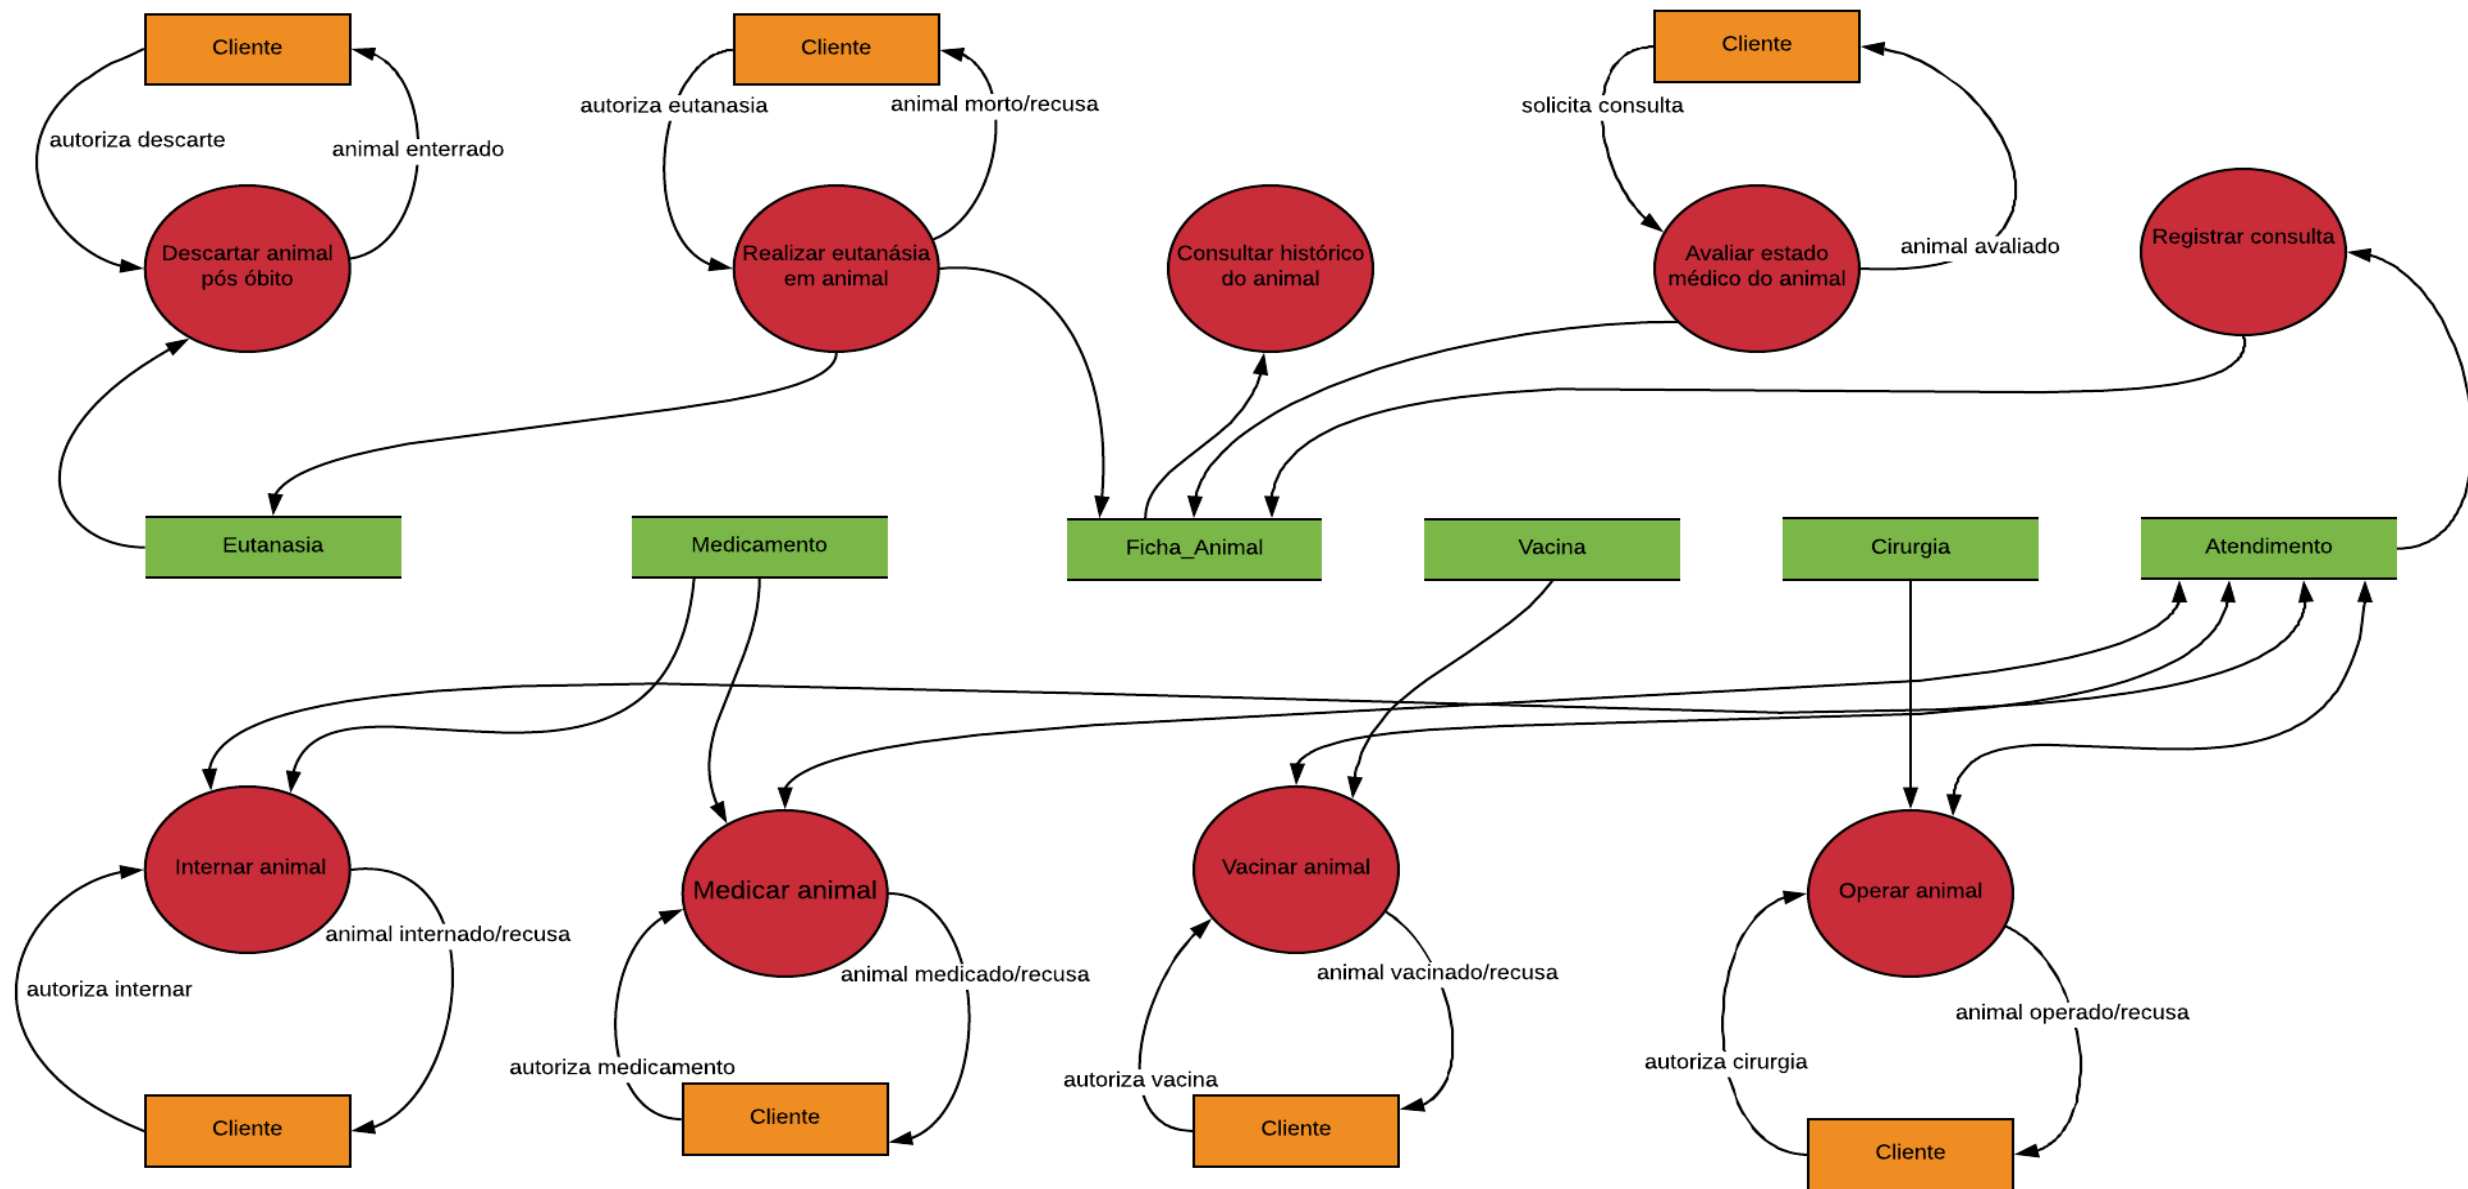 Cliente
Cliente
Cliente
autoriza eutanasia
animal morto/recusa
solicita consulta
autoriza descarte
animal enterrado
Descartar animal
pós óbito
Realizar eutanásia
em animal
Consultar histórico
do animal
Avaliar estado
médico do animal
animal avaliado
Registrar consulta
Eutanasia
Medicamento
Ficha_Animal
Vacina
Cirurgia
Atendimento
Internar animal
Medicar animal
Vacinar animal
Operar animal
animal internado/recusa
animal medicado/recusa
animal vacinado/recusa
animal operado/recusa
autoriza internar
autoriza medicamento
autoriza vacina
autoriza cirurgia
Cliente
Cliente
Cliente
Cliente